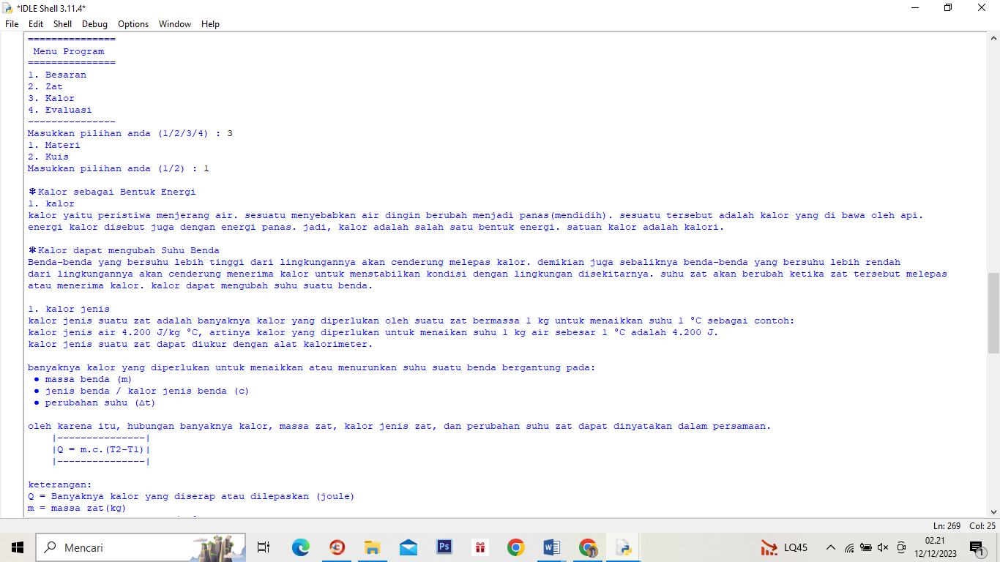 *IDLE Shell 3.11.4*
File Edit Shell Debug Options Window Help
===============
Menu Program
===============
1. Besaran
2. Zat
3. Kalor
4. Evaluasi
---------------
Masukkan pilihan anda (1/2/3/4) : 3
1. Materi
2. Kuis
Masukkan pilihan anda (1/2) : 1
❇Kalor sebagai Bentuk Energi
1. kalor
kalor yaitu peristiwa menjerang air. sesuatu menyebabkan air dingin berubah menjadi panas(mendidih). sesuatu tersebut adalah kalor yang di bawa oleh api.
energi kalor disebut juga dengan energi panas. jadi, kalor adalah salah satu bentuk energi. satuan kalor adalah kalori.
❇Kalor dapat mengubah Suhu Benda
Benda-benda yang bersuhu lebih tinggi dari lingkungannya akan cenderung melepas kalor. demikian juga sebaliknya benda-benda yang bersuhu lebih rendah
dari lingkungannya akan cenderung menerima kalor untuk menstabilkan kondisi dengan lingkungan disekitarnya. suhu zat akan berubah ketika zat tersebut melepas
atau menerima kalor. kalor dapat mengubah suhu suatu benda.
1. kalor jenis
kalor jenis suatu zat adalah banyaknya kalor yang diperlukan oleh suatu zat bermassa 1 kg untuk menaikkan suhu 1 °C sebagai contoh:
kalor jenis air 4.200 J/kg °C, artinya kalor yang diperlukan untuk menaikan suhu 1 kg air sebesar 1 °C adalah 4.200 J.
kalor jenis suatu zat dapat diukur dengan alat kalorimeter.
banyaknya kalor yang diperlukan untuk menaikkan atau menurunkan suhu suatu benda bergantung pada:
● massa benda (m)
● jenis benda / kalor jenis benda (c)
● perubahan suhu (∆t)
oleh karena itu, hubungan banyaknya kalor, massa zat, kalor jenis zat, dan perubahan suhu zat dapat dinyatakan dalam persamaan.
|---------------|
|Q = m.c.(T2-T1)|
|---------------|
keterangan:
Q = Banyaknya kalor yang diserap atau dilepaskan (joule)
m = massa zat(kg)
Ln: 269 Col: 25
Mencari
LQ45
02.21
12/12/2023
1